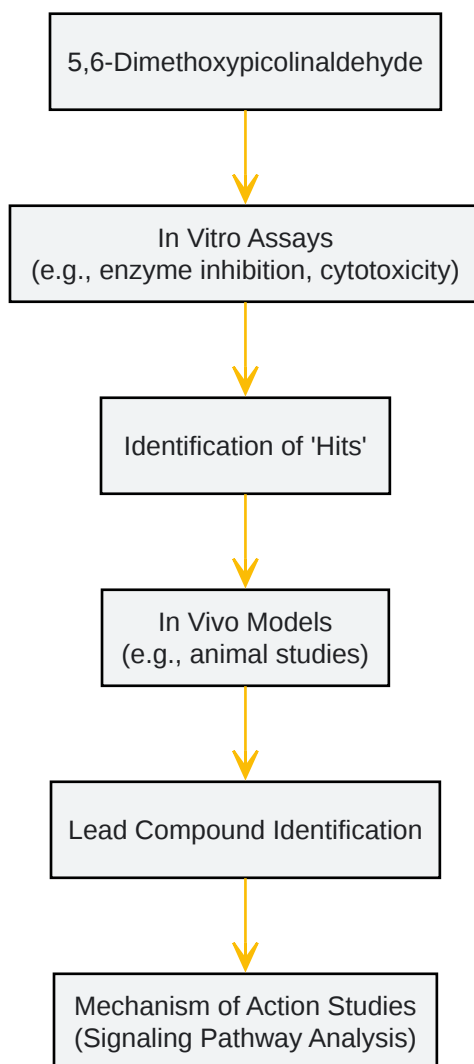 5,6-Dimethoxypicolinaldehyde
In Vitro Assays
(e.g., enzyme inhibition, cytotoxicity)
Identification of 'Hits'
In Vivo Models
(e.g., animal studies)
Lead Compound Identification
Mechanism of Action Studies
(Signaling Pathway Analysis)